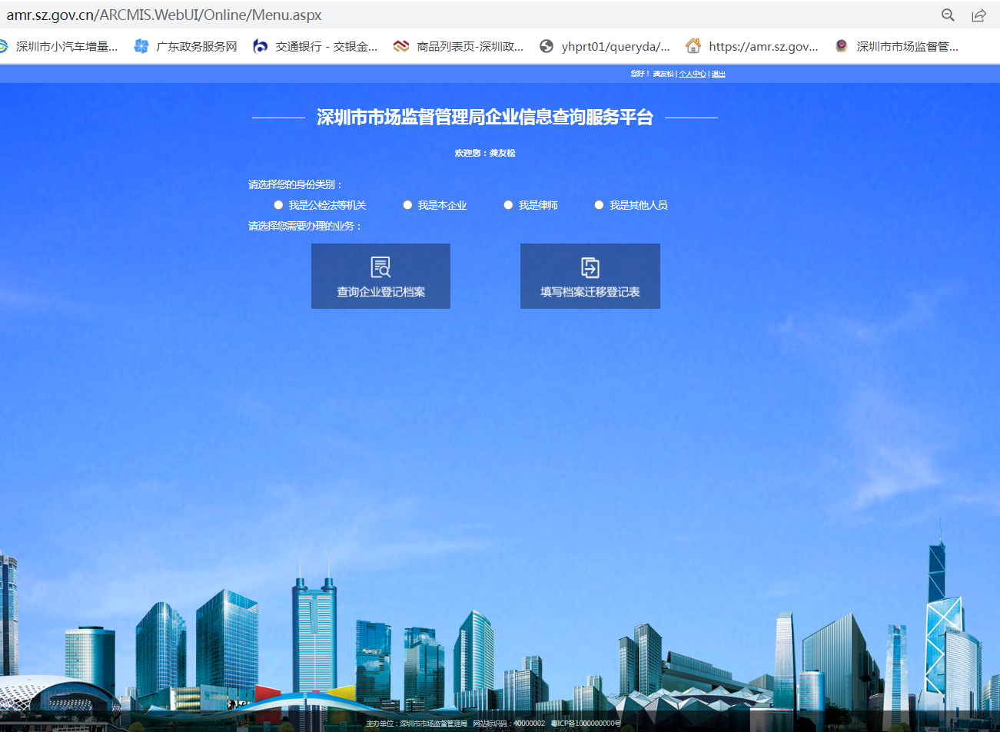 amr.sz.gov.cn/ARCMIS.WebUI/Online/Menu.aspx
深圳市小汽车增量... 广东政务服务网 交通银行 - 交银金... 商品列表页-深圳政... yhprt01/queryda/... https://amr.sz.gov... 深圳市市场监督管...
您好！ 龚友松 | 个人中心 | 退出
深圳市市场监督管理局企业信息查询服务平台
欢迎您：龚友松
请选择您的身份类别：
我是公检法等机关 我是本企业 我是律师 我是其他人员
请选择您需要办理的业务：
查询企业登记档案 填写档案迁移登记表
主办单位：深圳市市场监督管理局 网站标识码：40000002 粤ICP备1000000000号